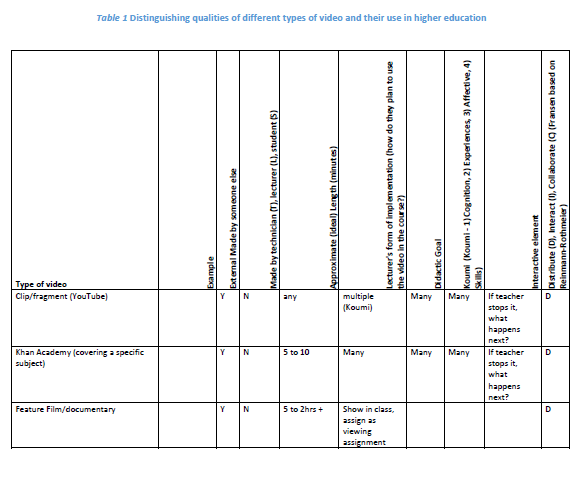 Table 1 Distinguishing qualities of different types of video and their use in higher education
Type of video
Example
External Made by someone else
Made by technician (T), lecturer (L), student (S)
Approximate (ideal) Length (minutes)
Lecturer's form of implementation (how do they plan to use
the video in the course?)
Didactic Goal
Koumi (Koumi - 1) Cognition, 2) Experiences, 3) Affective, 4)
Skills)
Interactive element
Distribute (D), Interact (I), Collaborate (C) (Fransen based on
Reinmann-Rothmeier)
Clip/fragment (YouTube)
Y
N
any
multiple
(Koumi)
Many
Many
If teacher
stops it,
what
happens
next?
D
Khan Academy (covering a specific
subject)
Y
N
5 to 10
Many
Many
Many
If teacher
stops it,
what
happens
next?
D
Feature Film/documentary
Y
N
5 to 2hrs +
Show in class,
assign as
viewing
assignment
D